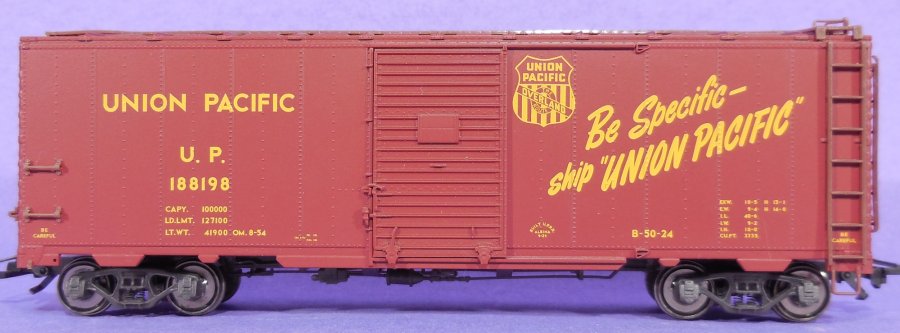 UNION PACIFIC
U. P.
188198
CAPY. 100000
LD.LMT. 127100
LT.WT. 41900 OM. 8-54
BE
CAREFUL
UNION
PACIFIC
OVERLAND
Be Specific-
ship "UNION PACIFIC"
B-50-24
BE
CAREFUL